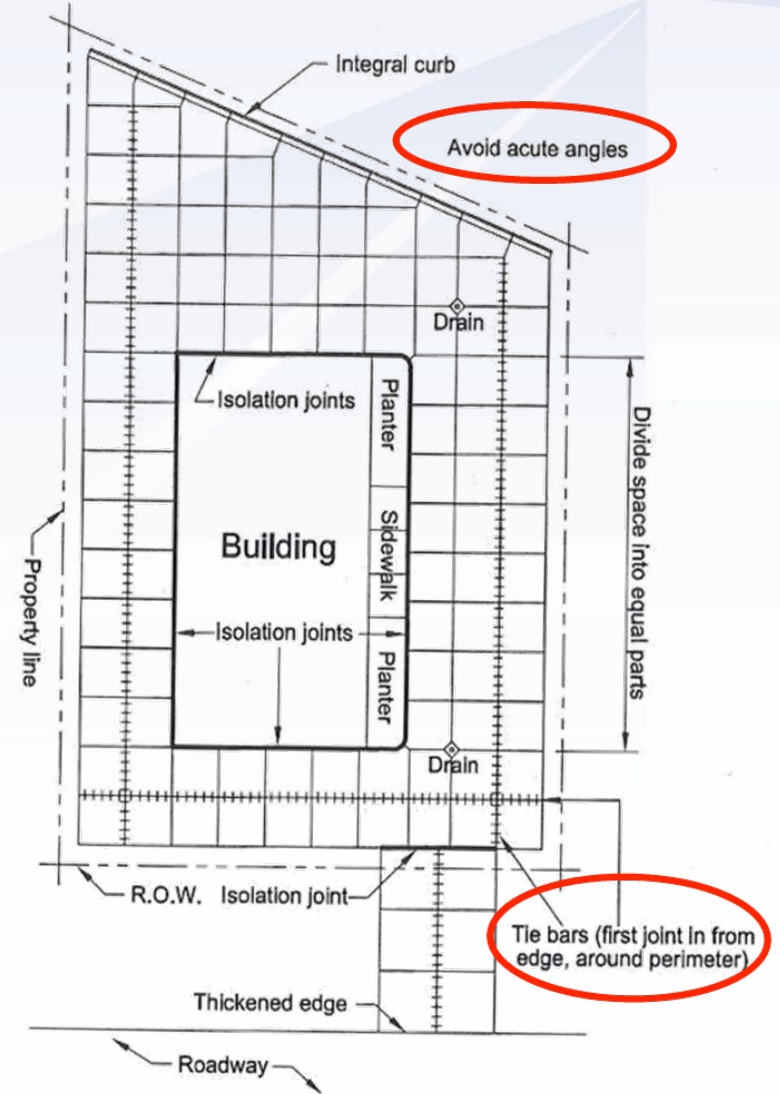 Integral curb
Avoid acute angles
Drain
Isolation joints
Planter
Divide space into equal parts
Sidewalk
Building
Property line
Isolation joints
Planter
Drain
R.O.W.
Isolation joint
Tie bars (first joint in from
edge, around perimeter)
Thickened edge
Roadway